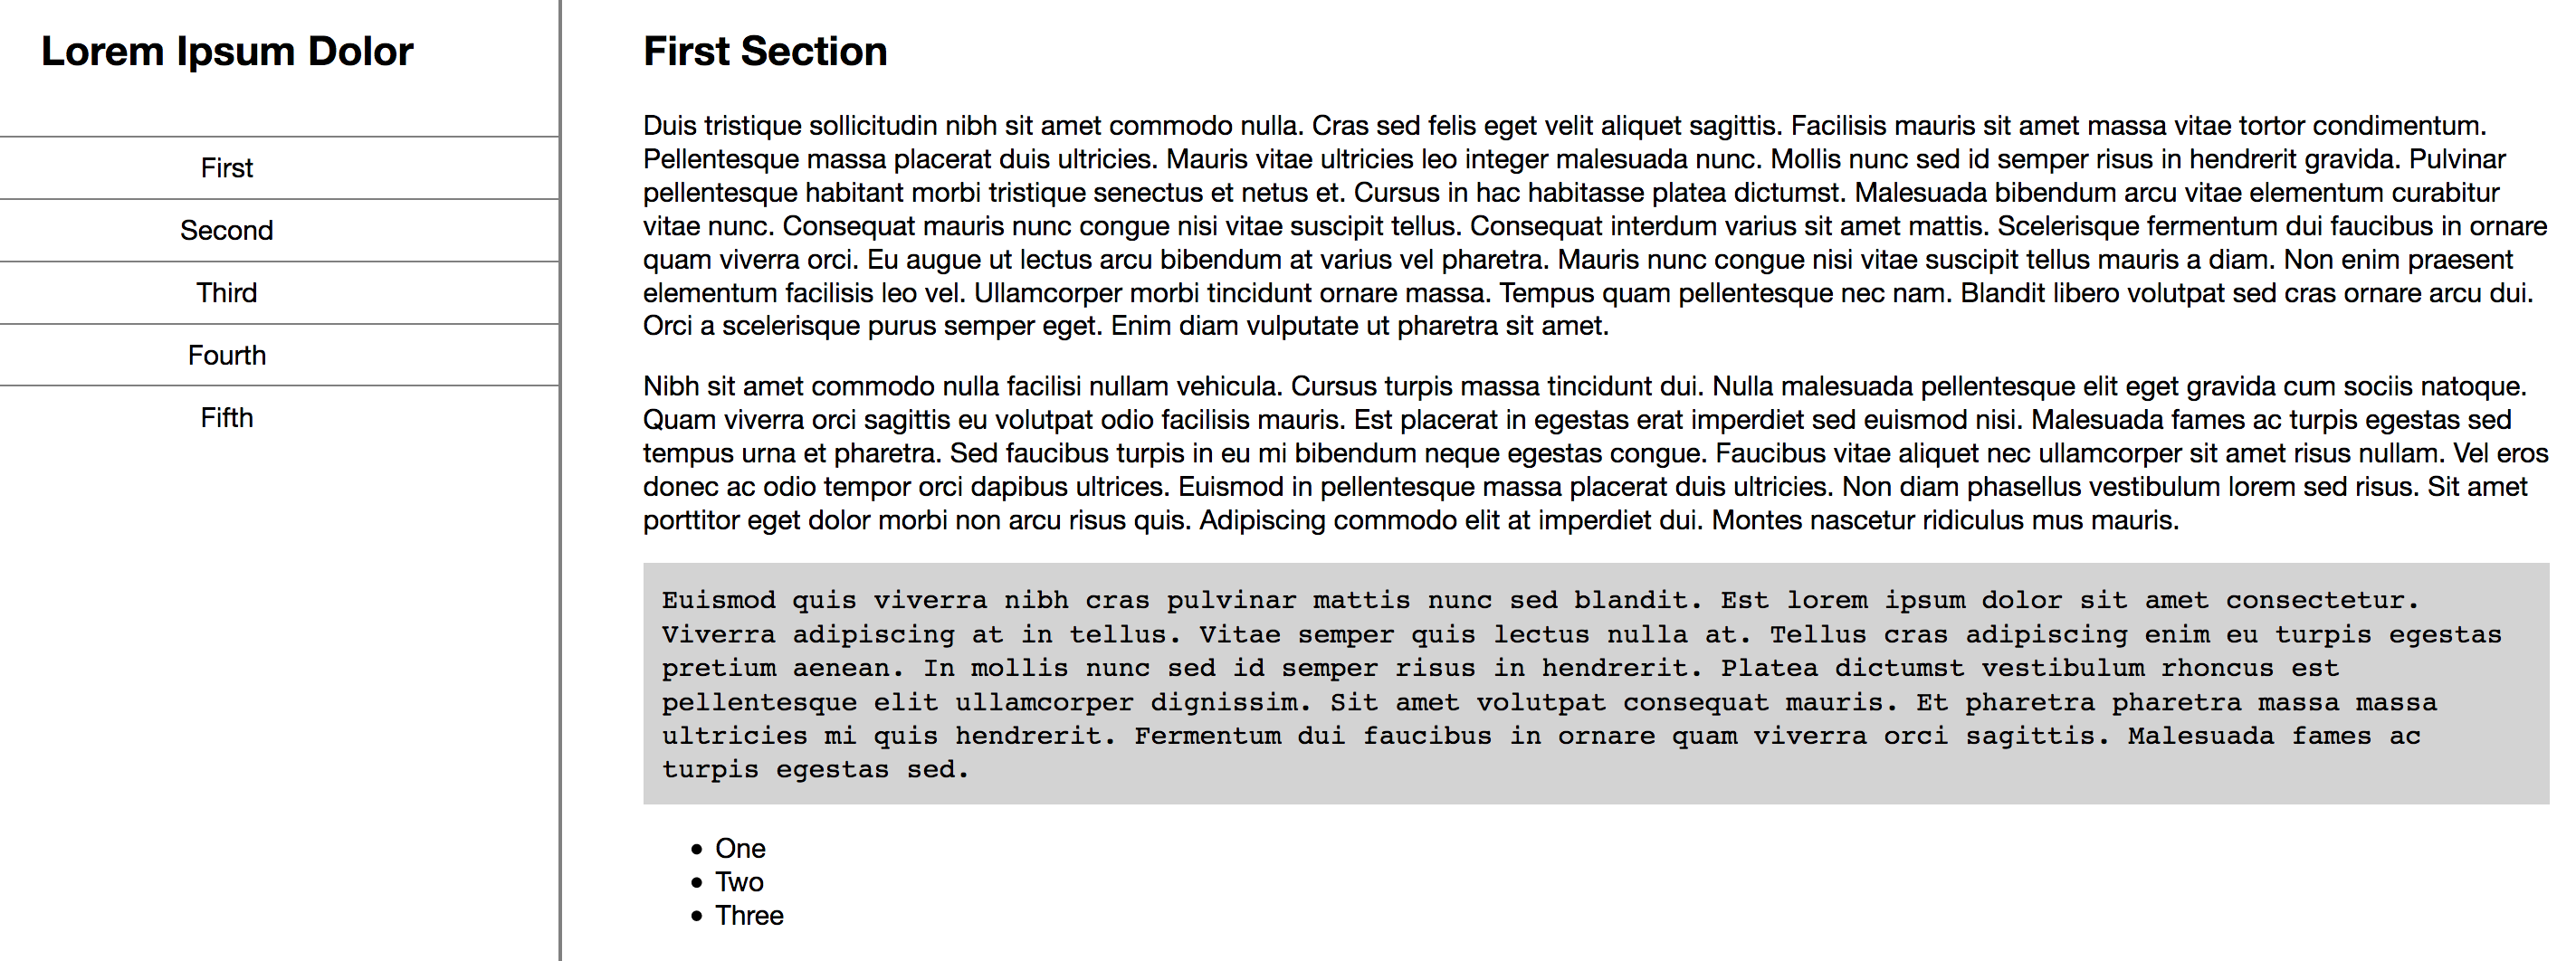 Lorem Ipsum Dolor
First
Second
Third
Fourth
Fifth
First Section
Duis tristique sollicitudin nibh sit amet commodo nulla. Cras sed felis eget velit aliquet sagittis. Facilisis mauris sit amet massa vitae tortor condimentum.
Pellentesque massa placerat duis ultricies. Mauris vitae ultricies leo integer malesuada nunc. Mollis nunc sed id semper risus in hendrerit gravida. Pulvinar
pellentesque habitant morbi tristique senectus et netus et. Cursus in hac habitasse platea dictumst. Malesuada bibendum arcu vitae elementum curabitur
vitae nunc. Consequat mauris nunc congue nisi vitae suscipit tellus. Consequat interdum varius sit amet mattis. Scelerisque fermentum dui faucibus in ornare
quam viverra orci. Eu augue ut lectus arcu bibendum at varius vel pharetra. Mauris nunc congue nisi vitae suscipit tellus mauris a diam. Non enim praesent
elementum facilisis leo vel. Ullamcorper morbi tincidunt ornare massa. Tempus quam pellentesque nec nam. Blandit libero volutpat sed cras ornare arcu dui.
Orci a scelerisque purus semper eget. Enim diam vulputate ut pharetra sit amet.
Nibh sit amet commodo nulla facilisi nullam vehicula. Cursus turpis massa tincidunt dui. Nulla malesuada pellentesque elit eget gravida cum sociis natoque.
Quam viverra orci sagittis eu volutpat odio facilisis mauris. Est placerat in egestas erat imperdiet sed euismod nisi. Malesuada fames ac turpis egestas sed
tempus urna et pharetra. Sed faucibus turpis in eu mi bibendum neque egestas congue. Faucibus vitae aliquet nec ullamcorper sit amet risus nullam. Vel eros
donec ac odio tempor orci dapibus ultrices. Euismod in pellentesque massa placerat duis ultricies. Non diam phasellus vestibulum lorem sed risus. Sit amet
porttitor eget dolor morbi non arcu risus quis. Adipiscing commodo elit at imperdiet dui. Montes nascetur ridiculus mus mauris.
Euismod quis viverra nibh cras pulvinar mattis nunc sed blandit. Est lorem ipsum dolor sit amet consectetur.
Viverra adipiscing at in tellus. Vitae semper quis lectus nulla at. Tellus cras adipiscing enim eu turpis egestas
pretium aenean. In mollis nunc sed id semper risus in hendrerit. Platea dictumst vestibulum rhoncus est
pellentesque elit ullamcorper dignissim. Sit amet volutpat consequat mauris. Et pharetra pharetra massa massa
ultricies mi quis hendrerit. Fermentum dui faucibus in ornare quam viverra orci sagittis. Malesuada fames ac
turpis egestas sed.
• One
• Two
• Three